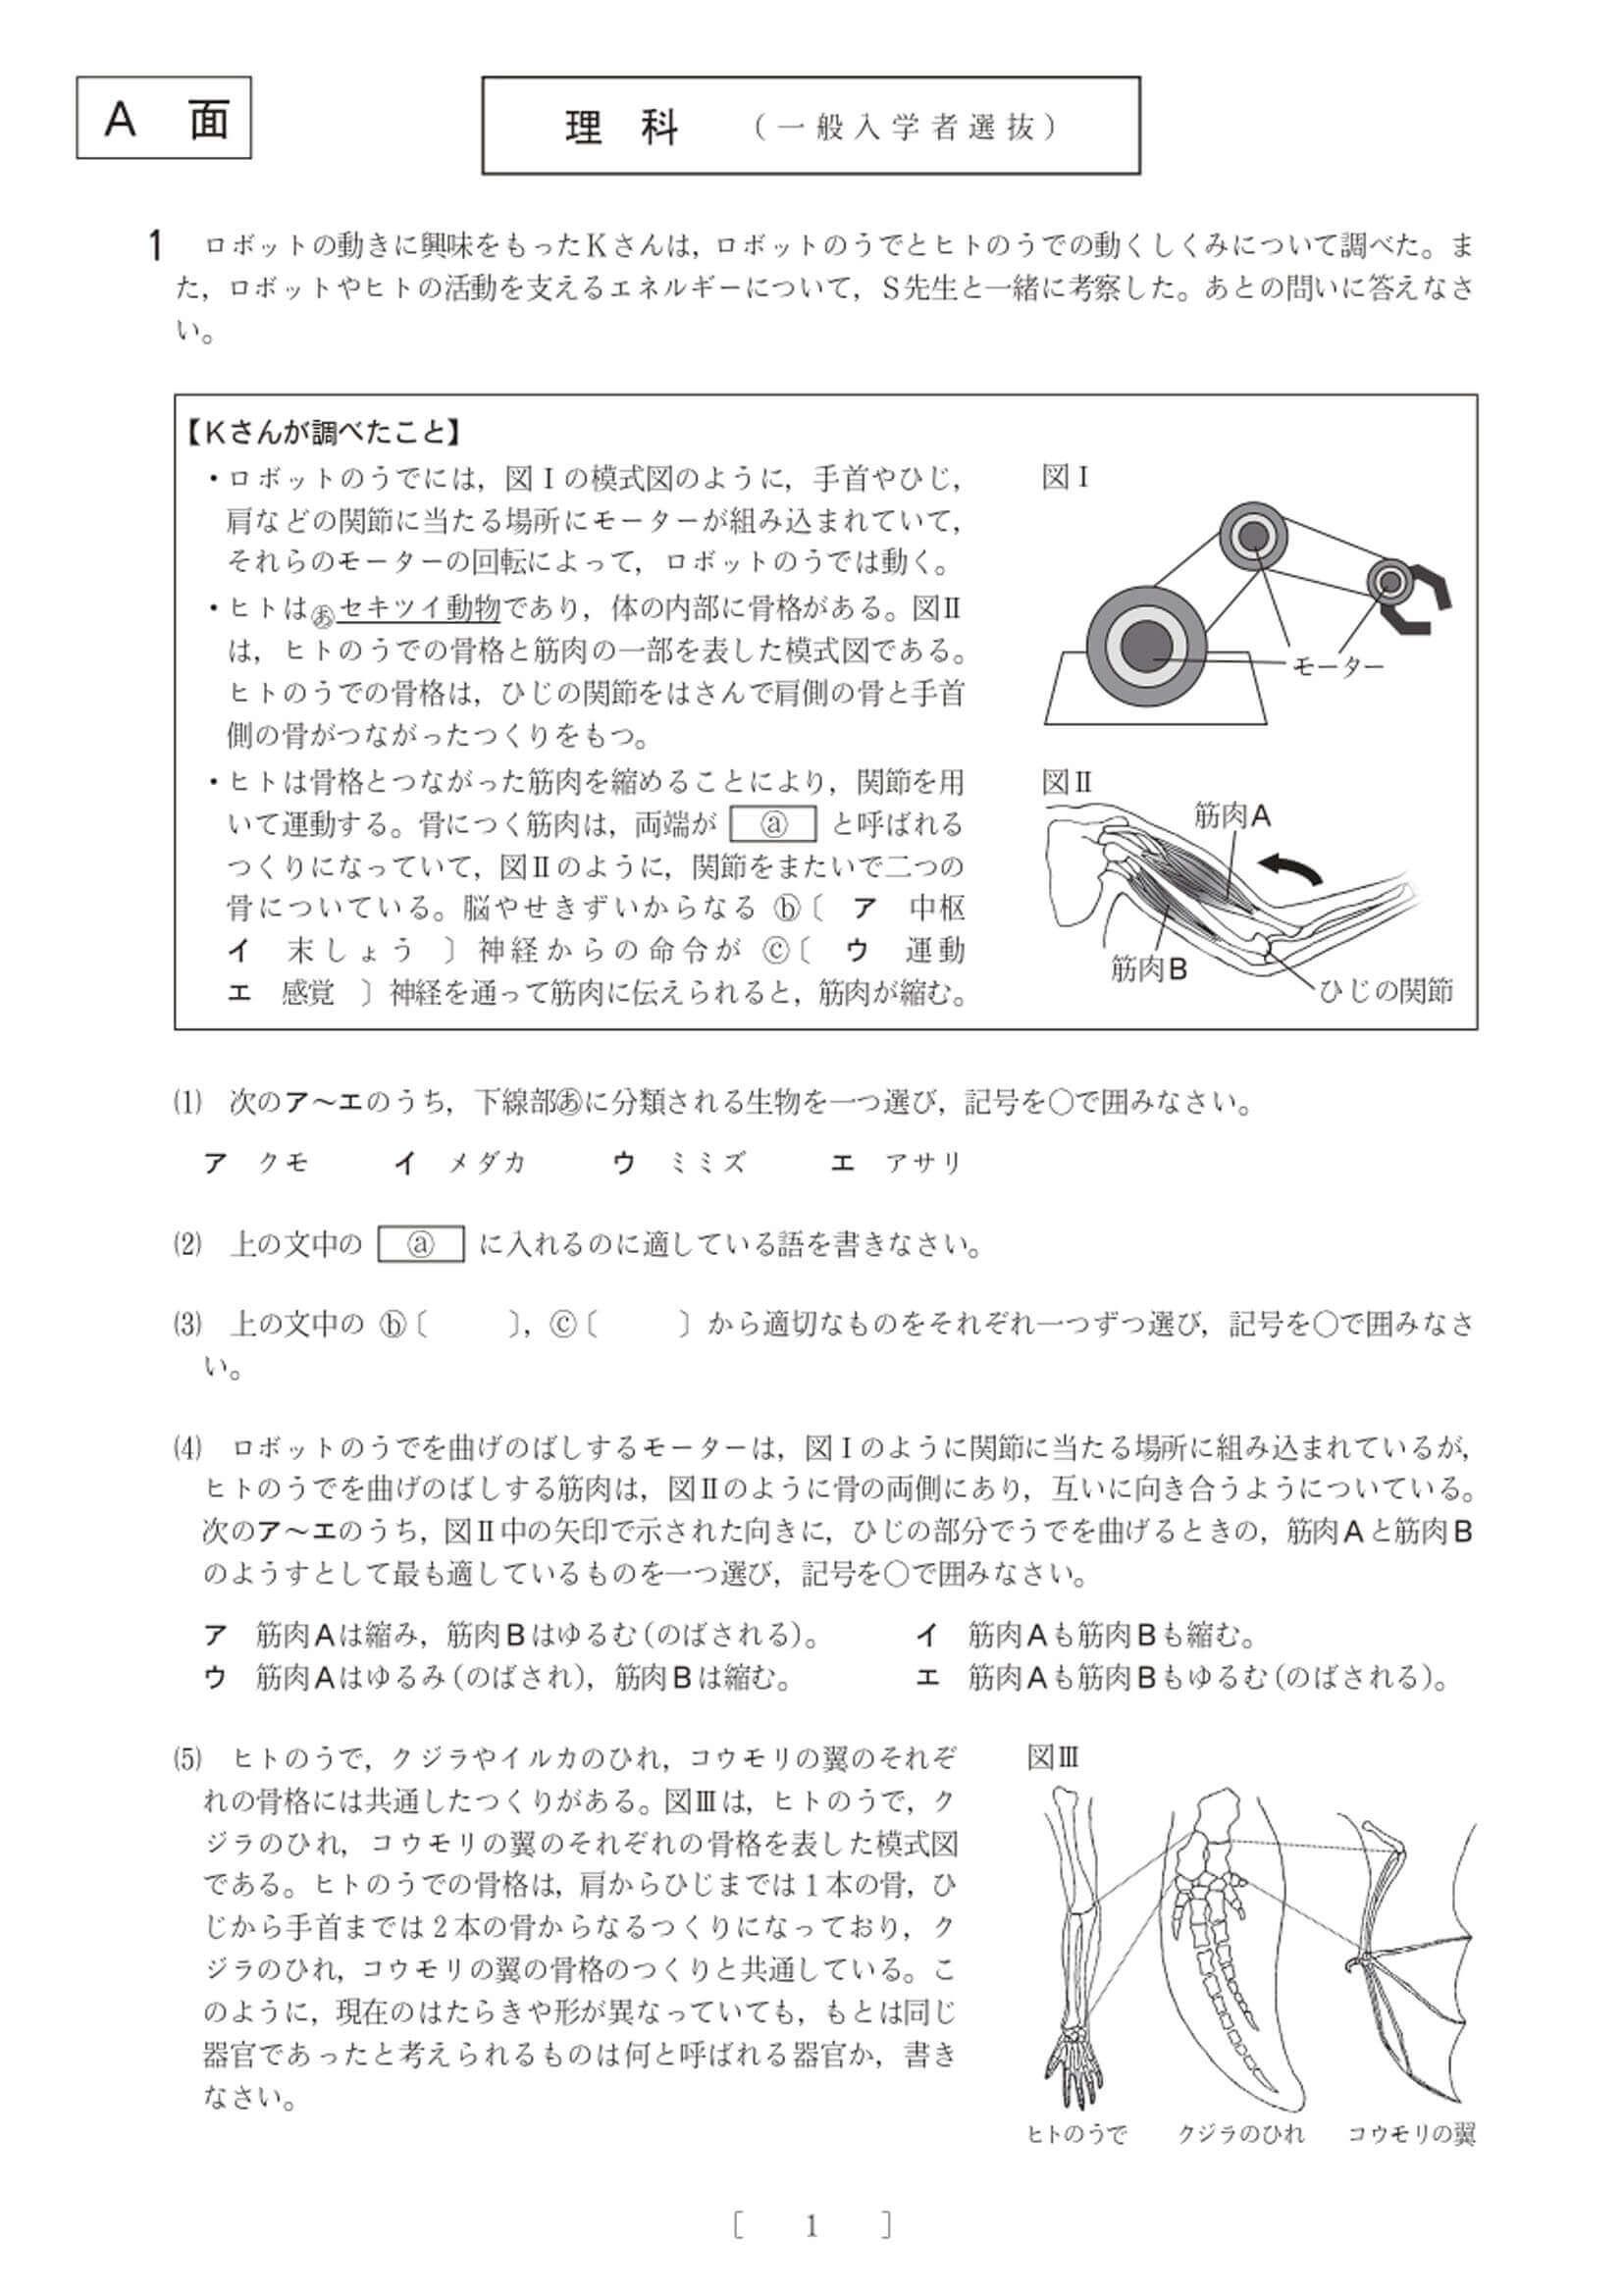 A 面
理 科 (一般入学者選抜)
1 ロボットの動きに興味をもったKさんは，ロボットのうでとヒトのうでの動くしくみについて調べた。ま
た，ロボットやヒトの活動を支えるエネルギーについて，S先生と一緒に考察した。あとの問いに答えなさ
い。
【Kさんが調べたこと】
・ロボットのうでには，図Ⅰの模式図のように，手首やひじ，
肩などの関節に当たる場所にモーターが組み込まれていて，
それらのモーターの回転によって，ロボットのうでは動く。
・ヒトはあセキツイ動物であり，体の内部に骨格がある。図Ⅱ
は，ヒトのうでの骨格と筋肉の一部を表した模式図である。
ヒトのうでの骨格は，ひじの関節をはさんで肩側の骨と手首
側の骨がつながったつくりをもつ。
・ヒトは骨格とつながった筋肉を縮めることにより，関節を用
いて運動する。骨につく筋肉は，両端が ⓐ と呼ばれる
つくりになっていて，図Ⅱのように，関節をまたいで二つの
骨についている。脳やせきずいからなる ⓑ〔 ア 中枢
イ 末しょう 〕神経からの命令が ⓒ〔 ウ 運動
エ 感覚 〕神経を通って筋肉に伝えられると，筋肉が縮む。
図Ⅰ
モーター
図Ⅱ
筋肉A
筋肉B
ひじの関節
⑴ 次のア～エのうち，下線部あに分類される生物を一つ選び，記号を○で囲みなさい。
ア クモ イ メダカ ウ ミミズ エ アサリ
⑵ 上の文中の ⓐ に入れるのに適している語を書きなさい。
⑶ 上の文中の ⓑ〔 〕，ⓒ〔 〕から適切なものをそれぞれ一つずつ選び，記号を○で囲みなさ
い。
⑷ ロボットのうでを曲げのばしするモーターは，図Ⅰのように関節に当たる場所に組み込まれているが，
ヒトのうでを曲げのばしする筋肉は，図Ⅱのように骨の両側にあり，互いに向き合うようについている。
次のア～エのうち，図Ⅱ中の矢印で示された向きに，ひじの部分でうでを曲げるときの，筋肉Aと筋肉B
のようすとして最も適しているものを一つ選び，記号を○で囲みなさい。
ア 筋肉Aは縮み，筋肉Bはゆるむ(のばされる)。 イ 筋肉Aも筋肉Bも縮む。
ウ 筋肉Aはゆるみ(のばされ)，筋肉Bは縮む。 エ 筋肉Aも筋肉Bもゆるむ(のばされる)。
⑸ ヒトのうで，クジラやイルカのひれ，コウモリの翼のそれぞ
れの骨格には共通したつくりがある。図Ⅲは，ヒトのうで，ク
ジラのひれ，コウモリの翼のそれぞれの骨格を表した模式図
である。ヒトのうでの骨格は，肩からひじまでは1本の骨，ひ
じから手首までは2本の骨からなるつくりになっており，ク
ジラのひれ，コウモリの翼の骨格のつくりと共通している。こ
のように，現在のはたらきや形が異なっていても，もとは同じ
器官であったと考えられるものは何と呼ばれる器官か，書き
なさい。
図Ⅲ
ヒトのうで クジラのひれ コウモリの翼
〔 1 〕